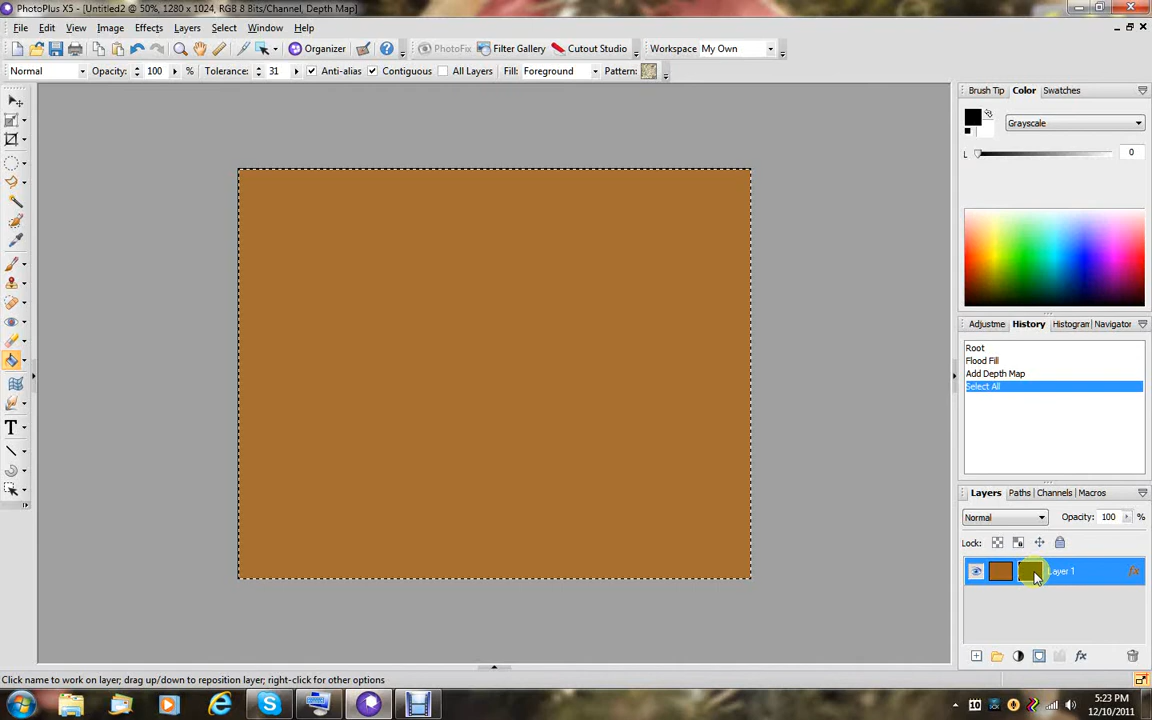 PhotoPlus X5 - [Untitled2 @ 50%, 1280 x 1024, RGB 8 Bits/Channel, Depth Map]
File Edit View Image Effects Layers Select Window Help
Organizer PhotoFix Filter Gallery Cutout Studio Workspace My Own
Normal Opacity: 100 % Tolerance: 31 Anti-alias Contiguous All Layers Fill: Foreground Pattern:
Brush Tip Color Swatches
Grayscale
L 0
Adjustme History Histogram Navigator
Root
Flood Fill
Add Depth Map
Select All
Layers Paths Channels Macros
Normal Opacity: 100 %
Lock:
Layer 1
fx
fx
T
Click name to work on layer; drag up/down to reposition layer; right-click for other options
10
5:23 PM
12/10/2011